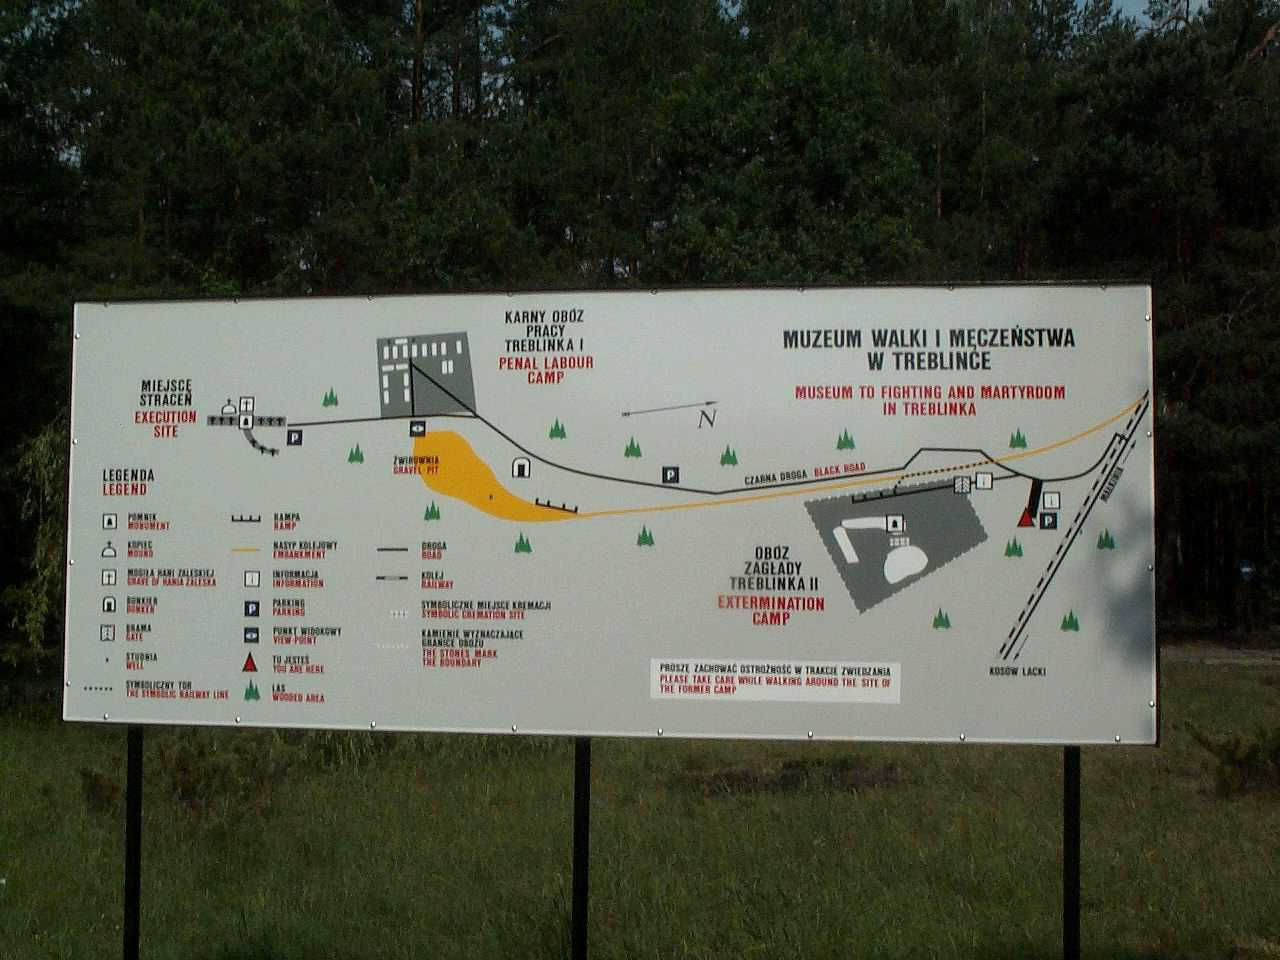 MUZEUM WALKI I MĘCZEŃSTWA
W TREBLINCE
MUSEUM TO FIGHTING AND MARTYRDOM
IN TREBLINKA
KARNY OBÓZ
PRACY
TREBLINKA I
PENAL LABOUR
CAMP
MIEJSCE
STRACEŃ
EXECUTION
SITE
P
N
ŻWIROWNIA
GRAVEL PIT
P
CZARNA DROGA BLACK ROAD
MAŁKINIA
i
i
P
OBÓZ
ZAGŁADY
TREBLINKA II
EXTERMINATION
CAMP
KOSÓW LACKI
LEGENDA
LEGEND
POMNIK
MONUMENT
KOPIEC
MOUND
MOGIŁA HANI ZALESKIEJ
GRAVE OF HANIA ZALESKA
BUNKIER
BUNKER
BRAMA
GATE
STUDNIA
WELL
SYMBOLICZNY TOR
THE SYMBOLIC RAILWAY LINE
RAMPA
RAMP
NASYP KOLEJOWY
EMBANKMENT
i
INFORMACJA
INFORMATION
P
PARKING
PARKING
PUNKT WIDOKOWY
VIEW-POINT
TU JESTEŚ
YOU ARE HERE
LAS
WOODED AREA
DROGA
ROAD
KOLEJ
RAILWAY
SYMBOLICZNE MIEJSCE KREMACJI
SYMBOLIC CREMATION SITE
KAMIENIE WYZNACZAJĄCE
GRANICE OBOZU
THE STONES MARK
THE BOUNDARY
PROSZĘ ZACHOWAĆ OSTROŻNOŚĆ W TRAKCIE ZWIEDZANIA
PLEASE TAKE CARE WHILE WALKING AROUND THE SITE OF
THE FORMER CAMP